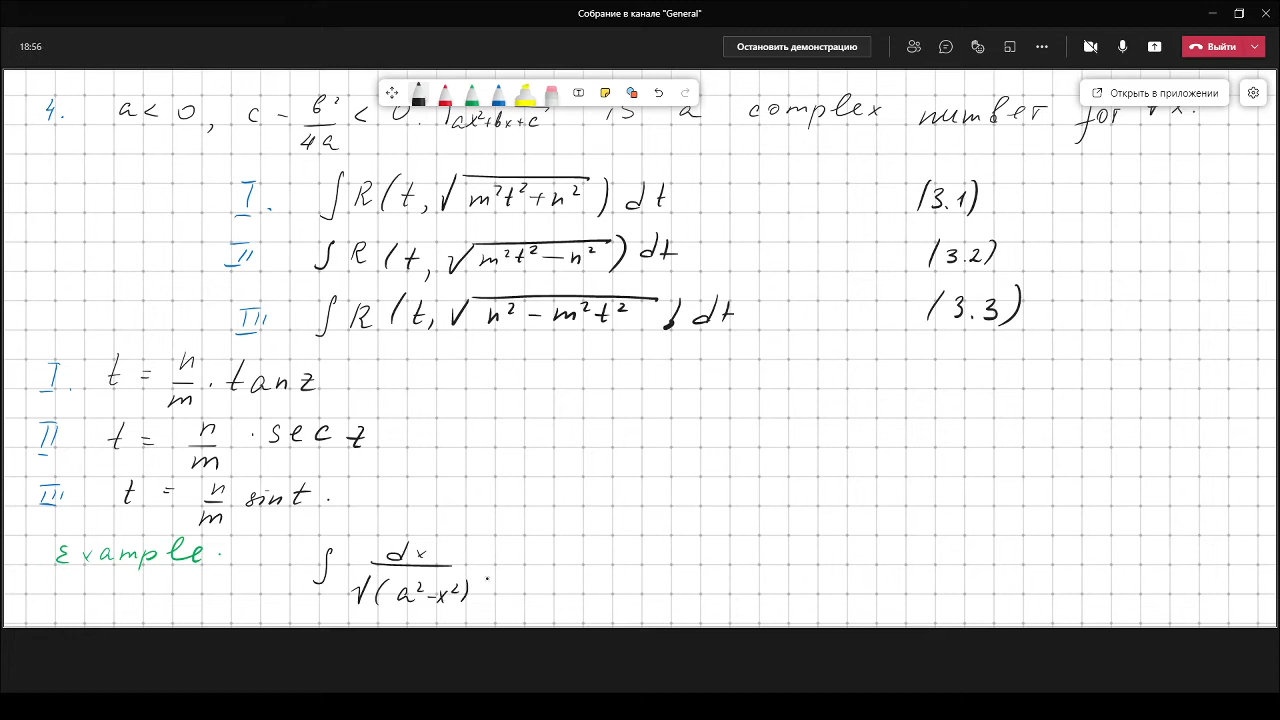 Собрание в канале "General"
18:56
Остановить демонстрацию
Выйти
Открыть в приложении
4. a < 0, c - b²/4a < 0. √ax²+bx+c is a complex number for ∀x.
I. ∫R(t, √m²t²+n²) dt (3.1)
II ∫R(t, √m²t²-n²) dt (3.2)
III ∫R(t, √n²-m²t²) dt (3.3)
I. t = n/m · tan z
II t = n/m · sec z
III t = n/m sin t.
Example. ∫ dx/√(a²-x²)